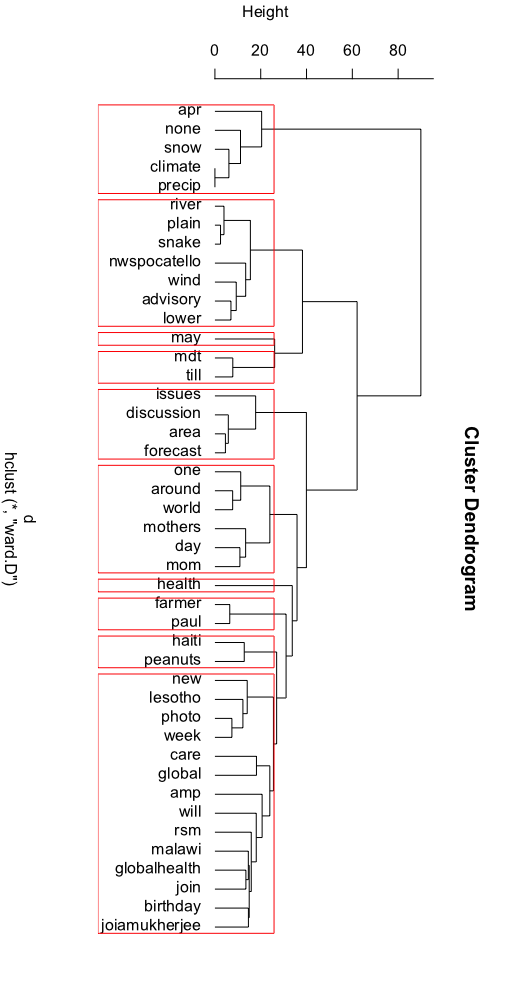 Height
0 20 40 60 80
apr
none
snow
climate
precip
river
plain
snake
nwspocatello
wind
advisory
lower
may
mdt
till
issues
discussion
area
forecast
one
around
world
mothers
day
mom
health
farmer
paul
haiti
peanuts
new
lesotho
photo
week
care
global
amp
will
rsm
malawi
globalhealth
join
birthday
joiamukherjee
Cluster Dendrogram
d
hclust (*, "ward.D")